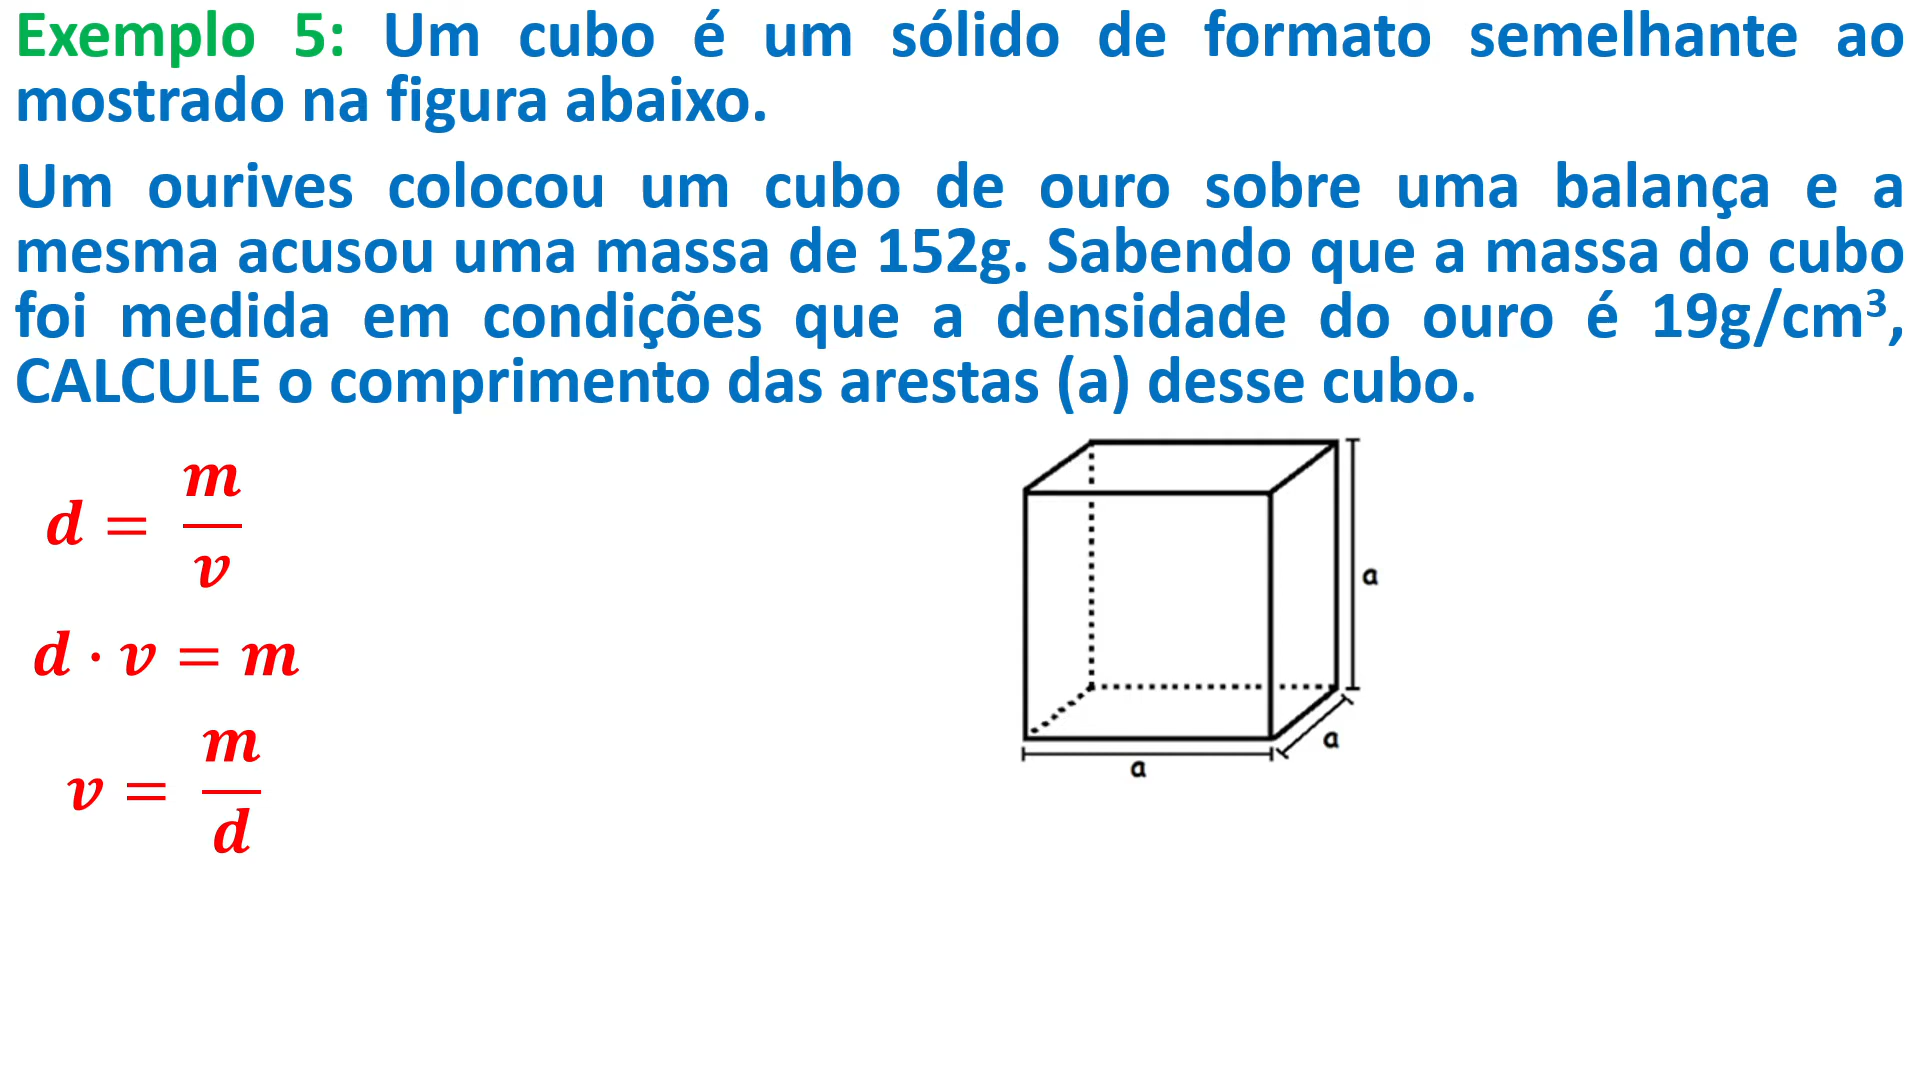 Exemplo 5: Um cubo é um sólido de formato semelhante ao
mostrado na figura abaixo.
Um ourives colocou um cubo de ouro sobre uma balança e a
mesma acusou uma massa de 152g. Sabendo que a massa do cubo
foi medida em condições que a densidade do ouro é 19g/cm³,
CALCULE o comprimento das arestas (a) desse cubo.
d = m/v
d · v = m
v = m/d
a
a
a